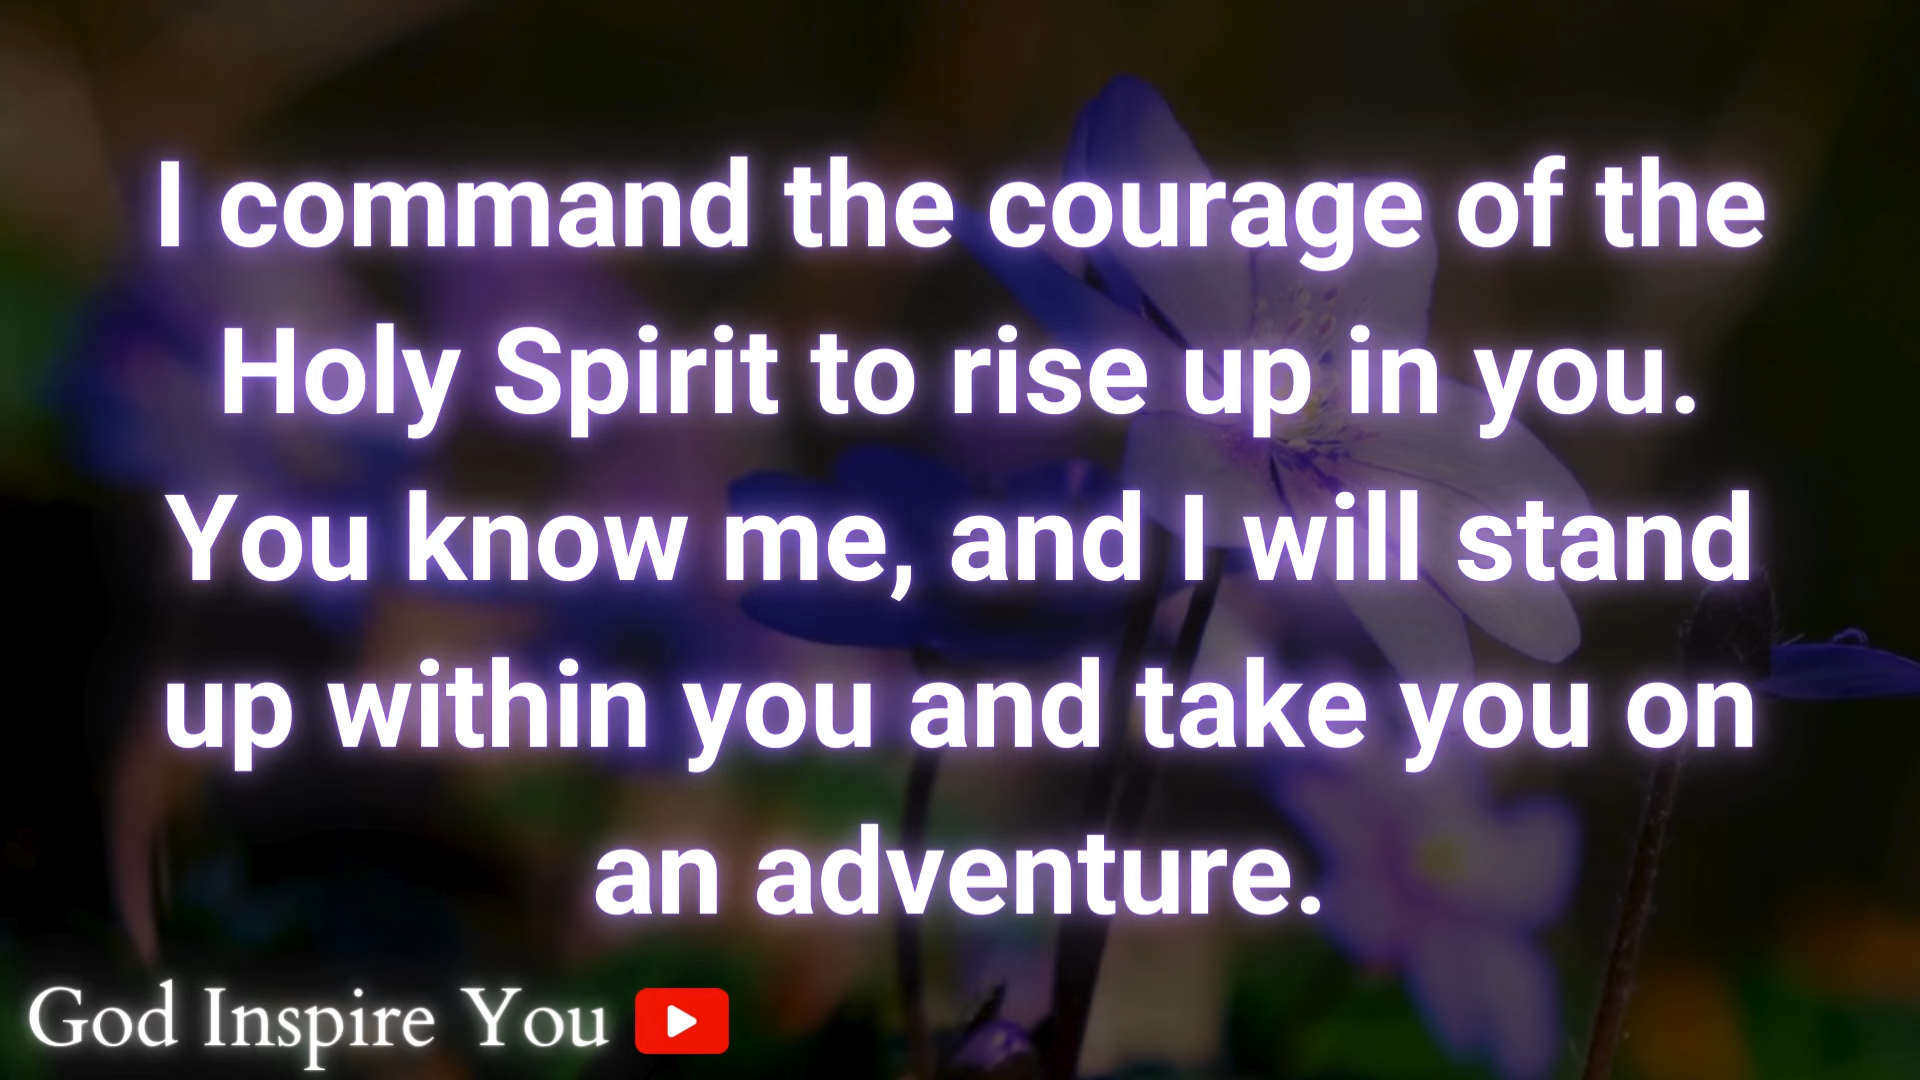 I command the courage of the
Holy Spirit to rise up in you.
You know me, and I will stand
up within you and take you on
an adventure.
God Inspire You